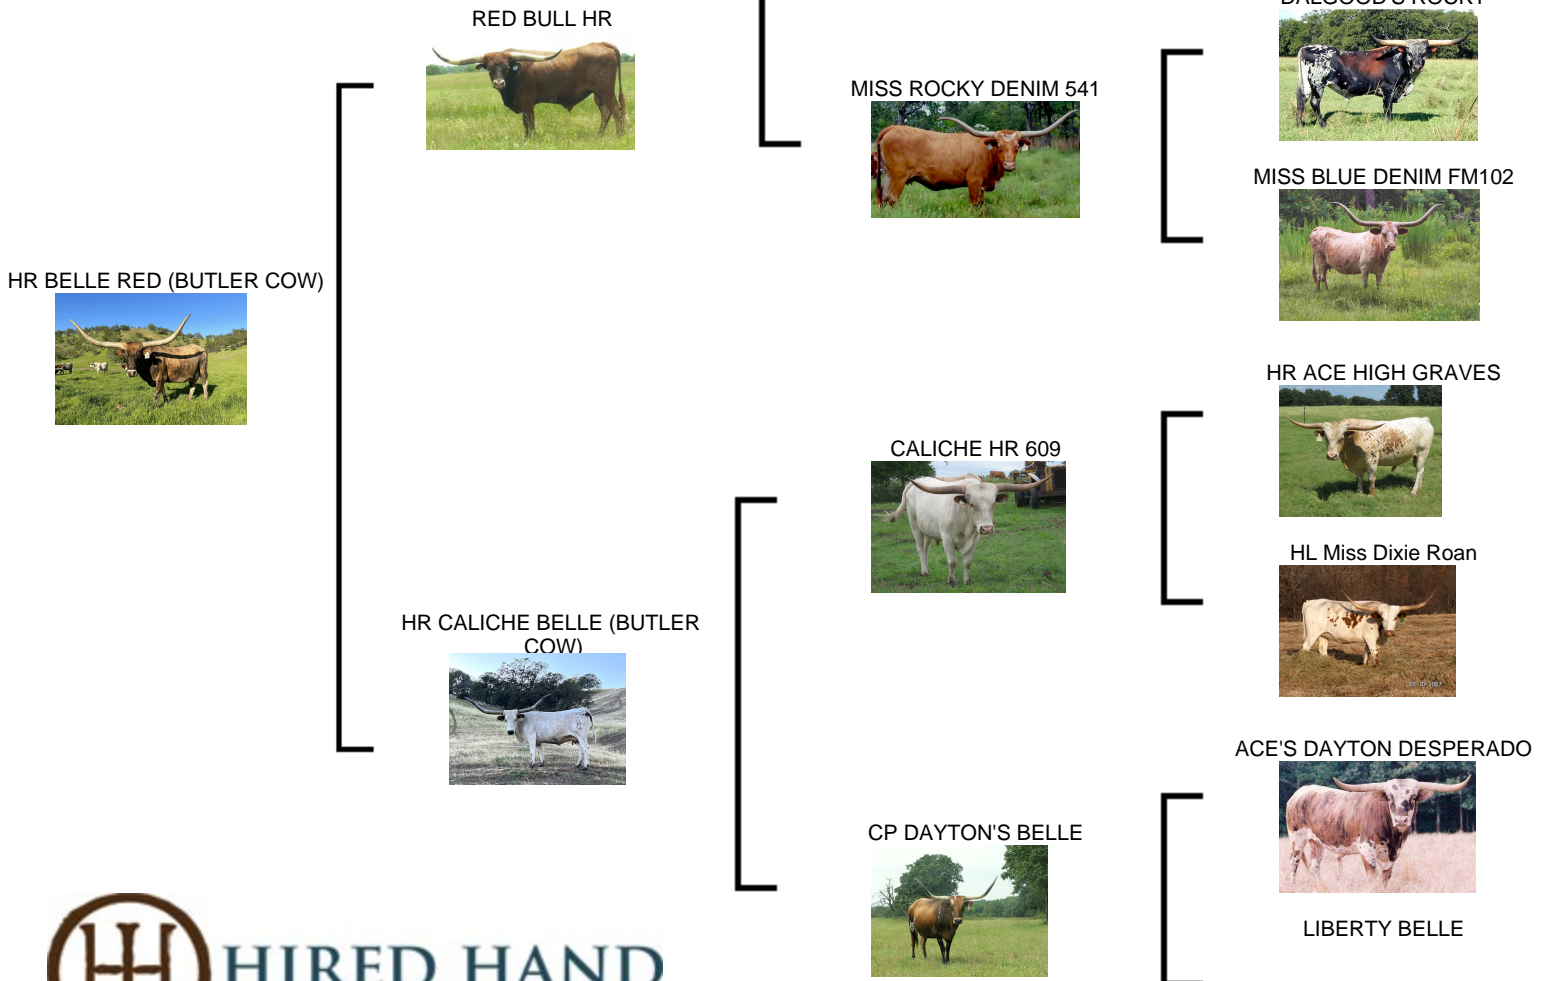 RED BULL HR
MISS ROCKY DENIM 541
MISS BLUE DENIM FM102
HR BELLE RED (BUTLER COW)
HR ACE HIGH GRAVES
CALICHE HR 609
HL Miss Dixie Roan
HR CALICHE BELLE (BUTLER
COW)
ACE'S DAYTON DESPERADO
CP DAYTON'S BELLE
LIBERTY BELLE
HIRED HAND